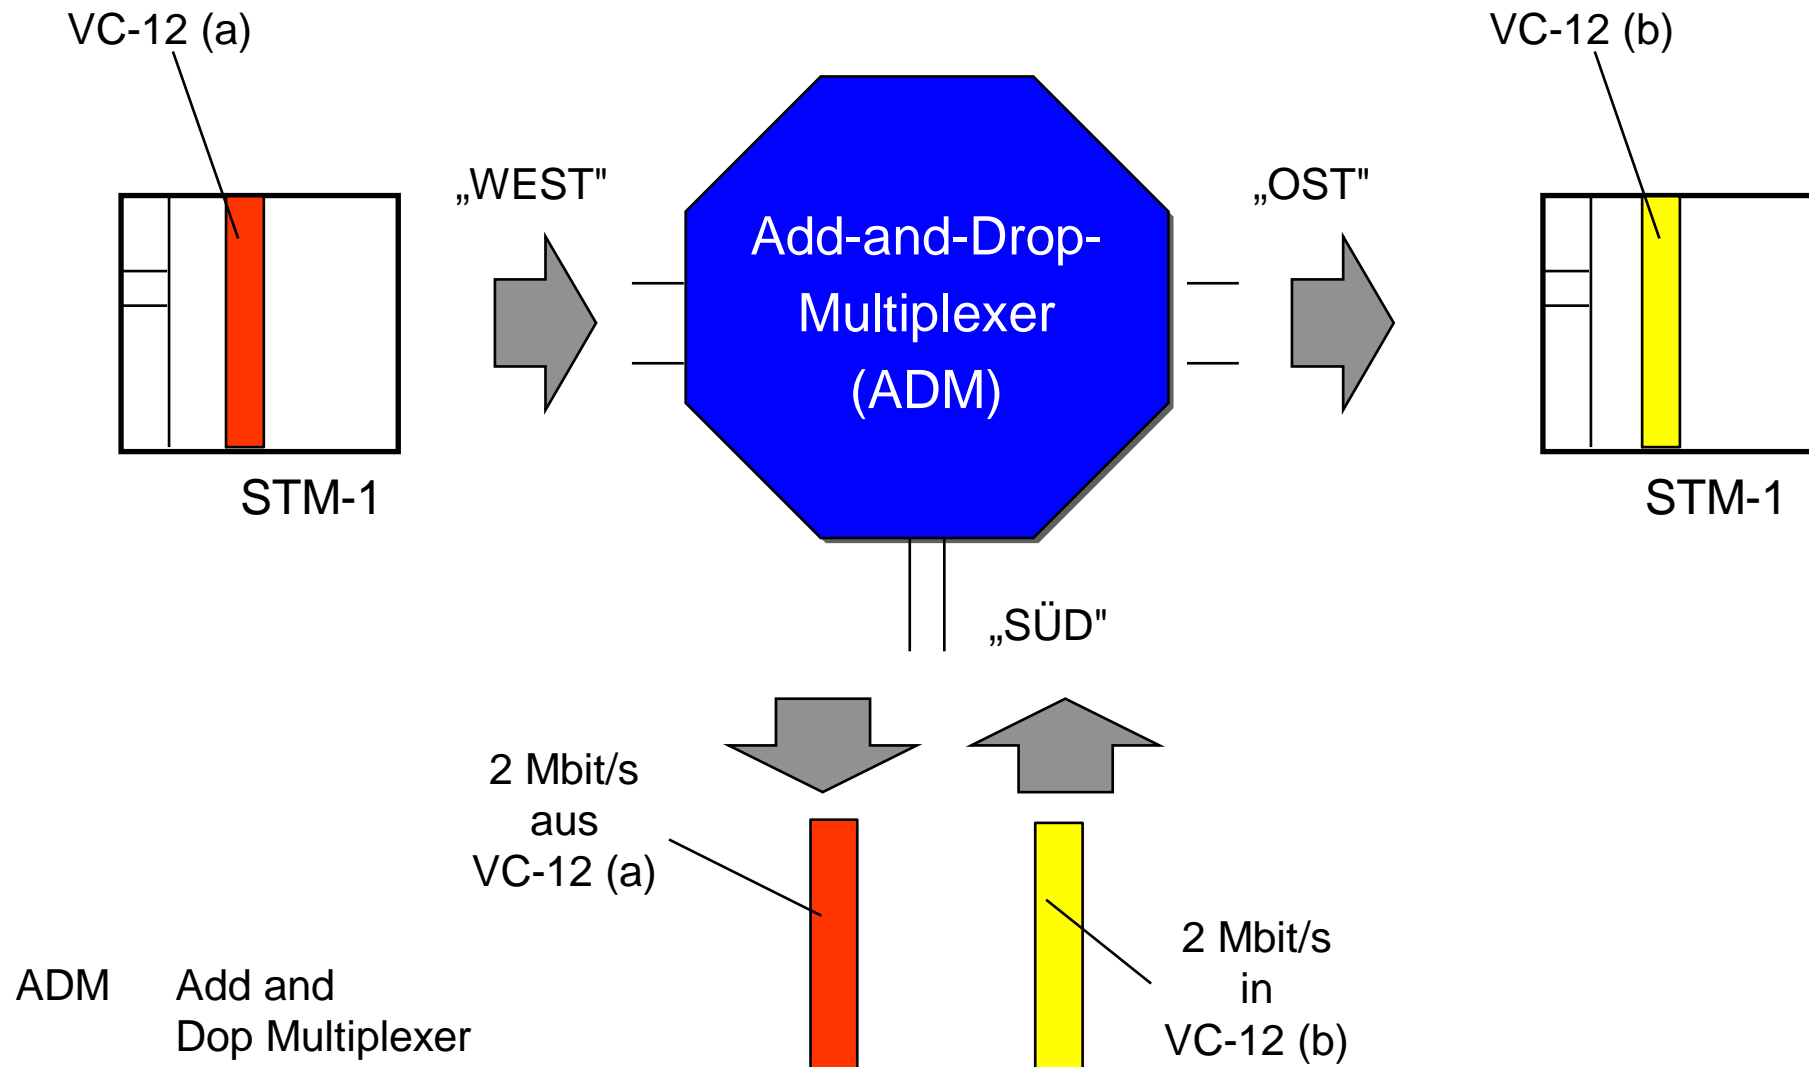 VC-12 (a)
VC-12 (b)
„WEST"
„OST"
Add-and-Drop-
Multiplexer
(ADM)
STM-1
STM-1
„SÜD"
2 Mbit/s
aus
VC-12 (a)
2 Mbit/s
in
VC-12 (b)
ADM Add and
Dop Multiplexer